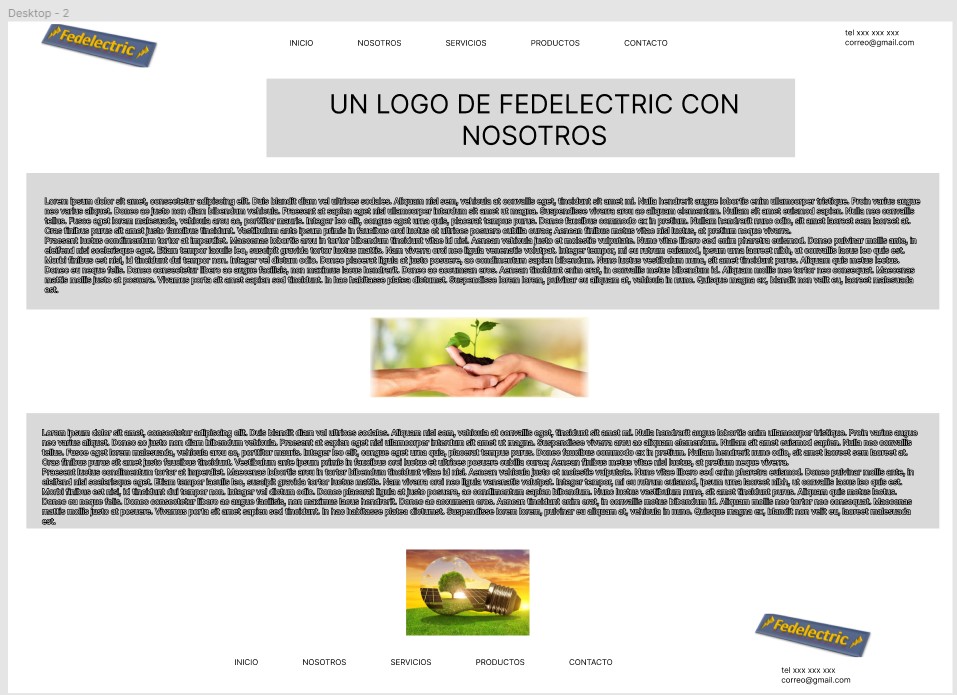 Desktop - 2
Fedelectric
INICIO NOSOTROS SERVICIOS PRODUCTOS CONTACTO
tel xxx xxx xxx
correo@gmail.com
UN LOGO DE FEDELECTRIC CON
NOSOTROS
Lorem ipsum dolor sit amet, consectetur adipiscing elit. Duis blandit diam vel ultrices sodales. Aliquam nisl sem, vehicula at convallis eget, tincidunt sit amet mi. Nulla hendrerit augue lobortis enim ullamcorper tristique. Proin varius augue
nec varius aliquet. Donec ac justo non diam bibendum vehicula. Praesent at sapien eget nisl ullamcorper interdum sit amet ut magna. Suspendisse viverra arcu ac aliquam elementum. Nullam sit amet euismod sapien. Nulla nec convallis
tellus. Fusce eget lorem malesuada, vehicula arcu ac, porttitor mauris. Integer leo elit, congue eget urna quis, placerat tempus purus. Donec faucibus commodo ex in pretium. Nullam hendrerit nunc odio, sit amet laoreet sem laoreet at.
Cras finibus purus sit amet justo faucibus tincidunt. Vestibulum ante ipsum primis in faucibus orci luctus et ultrices posuere cubilia curae; Aenean finibus metus vitae nisl luctus, et pretium neque viverra.
Praesent luctus condimentum tortor at imperdiet. Maecenas lobortis arcu in tortor bibendum tincidunt vitae id nisl. Aenean vehicula justo et molestie vulputate. Nunc vitae libero sed enim pharetra euismod. Donec pulvinar mollis ante, in
eleifend nisl scelerisque eget. Etiam tempor iaculis leo, suscipit gravida tortor luctus mattis. Nam viverra orci nec ligula venenatis volutpat. Integer tempor, mi eu rutrum euismod, ipsum urna laoreet nibh, ut convallis lacus leo quis est.
Morbi finibus est nisl, id tincidunt dui tempor non. Integer vel dictum odio. Donec placerat ligula at justo posuere, ac condimentum sapien bibendum. Nunc luctus vestibulum nunc, sit amet tincidunt purus. Aliquam quis metus lectus.
Donec eu neque felis. Donec consectetur libero ac augue facilisis, non maximus lacus hendrerit. Donec ac accumsan eros. Aenean tincidunt enim erat, in convallis metus bibendum id. Aliquam mollis nec tortor nec consequat. Maecenas
mattis mollis justo at posuere. Vivamus porta sit amet sapien sed tincidunt. In hac habitasse platea dictumst. Suspendisse lorem lorem, pulvinar eu aliquam at, vehicula in nunc. Quisque magna ex, blandit non velit eu, laoreet malesuada
est.
Lorem ipsum dolor sit amet, consectetur adipiscing elit. Duis blandit diam vel ultrices sodales. Aliquam nisl sem, vehicula at convallis eget, tincidunt sit amet mi. Nulla hendrerit augue lobortis enim ullamcorper tristique. Proin varius augue
nec varius aliquet. Donec ac justo non diam bibendum vehicula. Praesent at sapien eget nisl ullamcorper interdum sit amet ut magna. Suspendisse viverra arcu ac aliquam elementum. Nullam sit amet euismod sapien. Nulla nec convallis
tellus. Fusce eget lorem malesuada, vehicula arcu ac, porttitor mauris. Integer leo elit, congue eget urna quis, placerat tempus purus. Donec faucibus commodo ex in pretium. Nullam hendrerit nunc odio, sit amet laoreet sem laoreet at.
Cras finibus purus sit amet justo faucibus tincidunt. Vestibulum ante ipsum primis in faucibus orci luctus et ultrices posuere cubilia curae; Aenean finibus metus vitae nisl luctus, et pretium neque viverra.
Praesent luctus condimentum tortor at imperdiet. Maecenas lobortis arcu in tortor bibendum tincidunt vitae id nisl. Aenean vehicula justo et molestie vulputate. Nunc vitae libero sed enim pharetra euismod. Donec pulvinar mollis ante, in
eleifend nisl scelerisque eget. Etiam tempor iaculis leo, suscipit gravida tortor luctus mattis. Nam viverra orci nec ligula venenatis volutpat. Integer tempor, mi eu rutrum euismod, ipsum urna laoreet nibh, ut convallis lacus leo quis est.
Morbi finibus est nisl, id tincidunt dui tempor non. Integer vel dictum odio. Donec placerat ligula at justo posuere, ac condimentum sapien bibendum. Nunc luctus vestibulum nunc, sit amet tincidunt purus. Aliquam quis metus lectus.
Donec eu neque felis. Donec consectetur libero ac augue facilisis, non maximus lacus hendrerit. Donec ac accumsan eros. Aenean tincidunt enim erat, in convallis metus bibendum id. Aliquam mollis nec tortor nec consequat. Maecenas
mattis mollis justo at posuere. Vivamus porta sit amet sapien sed tincidunt. In hac habitasse platea dictumst. Suspendisse lorem lorem, pulvinar eu aliquam at, vehicula in nunc. Quisque magna ex, blandit non velit eu, laoreet malesuada
est.
Fedelectric
INICIO NOSOTROS SERVICIOS PRODUCTOS CONTACTO
tel xxx xxx xxx
correo@gmail.com